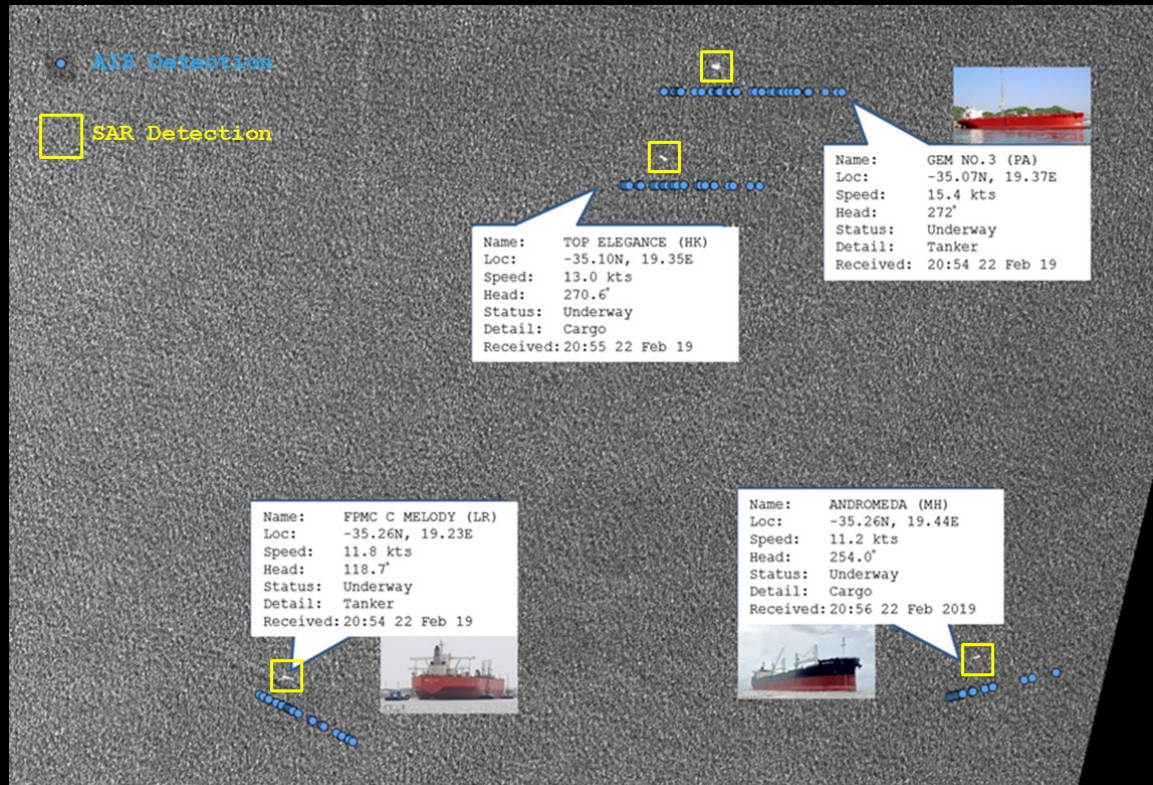 AIS Detection
SAR Detection
Name: GEM NO.3 (PA)
Loc: -35.07N, 19.37E
Speed: 15.4 kts
Head: 272°
Status: Underway
Detail: Tanker
Received: 20:54 22 Feb 19
Name: TOP ELEGANCE (HK)
Loc: -35.10N, 19.35E
Speed: 13.0 kts
Head: 270.6°
Status: Underway
Detail: Cargo
Received: 20:55 22 Feb 19
Name: FPMC C MELODY (LR)
Loc: -35.26N, 19.23E
Speed: 11.8 kts
Head: 118.7°
Status: Underway
Detail: Tanker
Received: 20:54 22 Feb 19
Name: ANDROMEDA (MH)
Loc: -35.26N, 19.44E
Speed: 11.2 kts
Head: 254.0°
Status: Underway
Detail: Cargo
Received: 20:56 22 Feb 2019